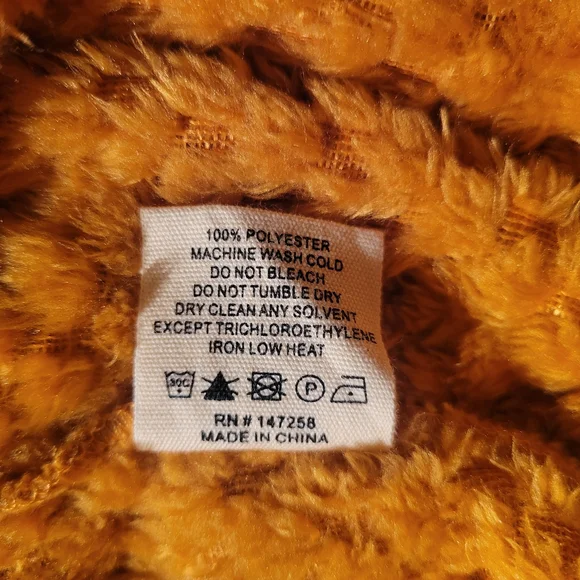 100% POLYESTER
MACHINE WASH COLD
DO NOT BLEACH
DO NOT TUMBLE DRY
DRY CLEAN ANY SOLVENT
EXCEPT TRICHLOROETHYLENE
IRON LOW HEAT
30C P
RN # 147258
MADE IN CHINA